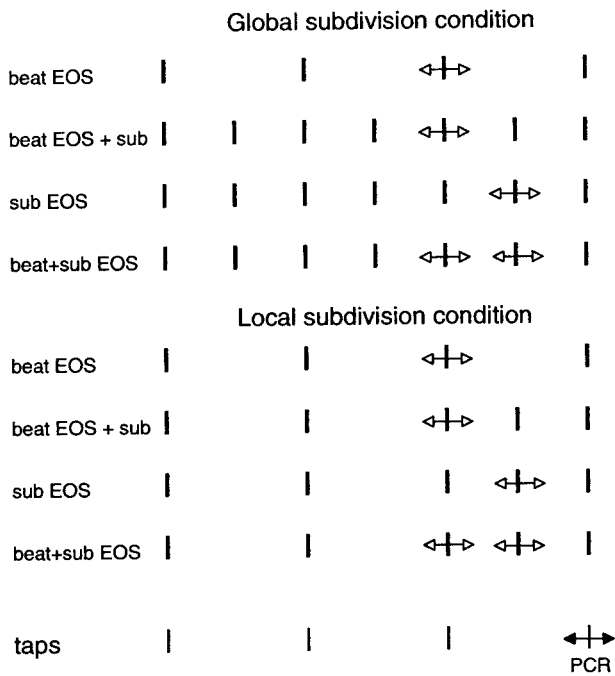 Global subdivision condition
beat EOS
beat EOS + sub
sub EOS
beat+sub EOS
Local subdivision condition
beat EOS
beat EOS + sub
sub EOS
beat+sub EOS
taps
PCR